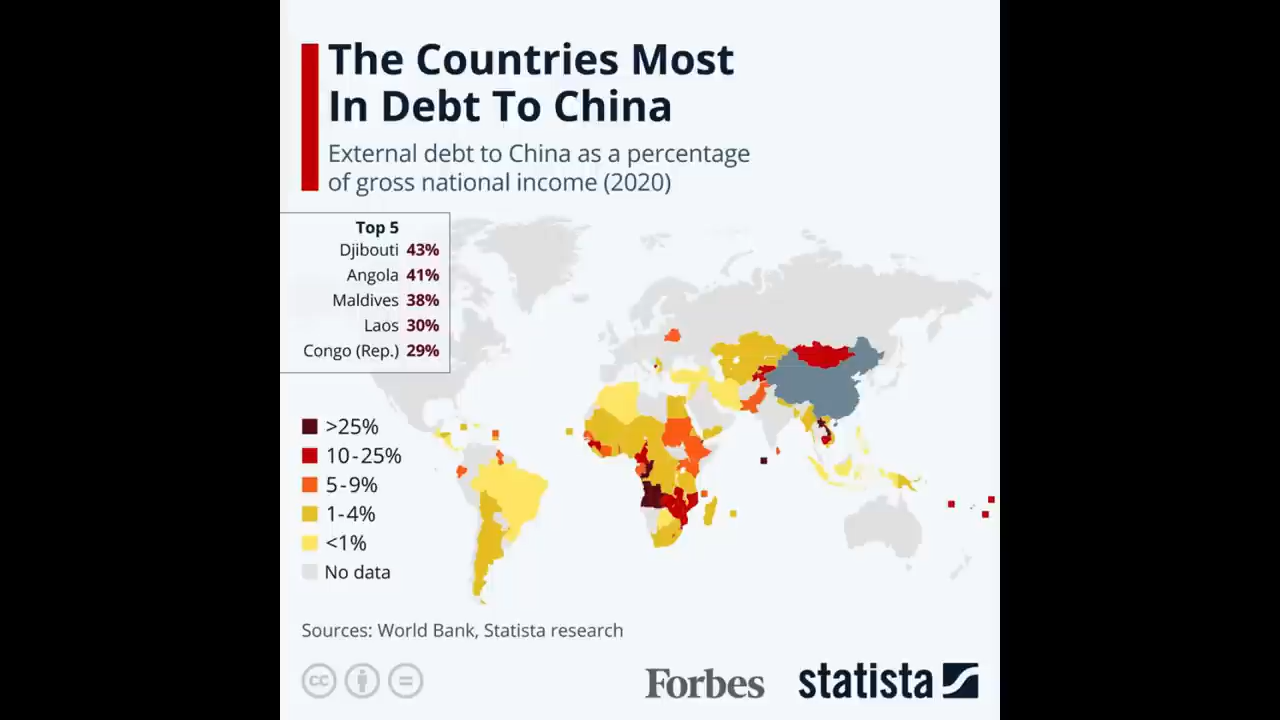 The Countries Most
In Debt To China
External debt to China as a percentage
of gross national income (2020)
Top 5
Djibouti 43%
Angola 41%
Maldives 38%
Laos 30%
Congo (Rep.) 29%
>25%
10-25%
5-9%
1-4%
<1%
No data
Sources: World Bank, Statista research
cc
Forbes
statista